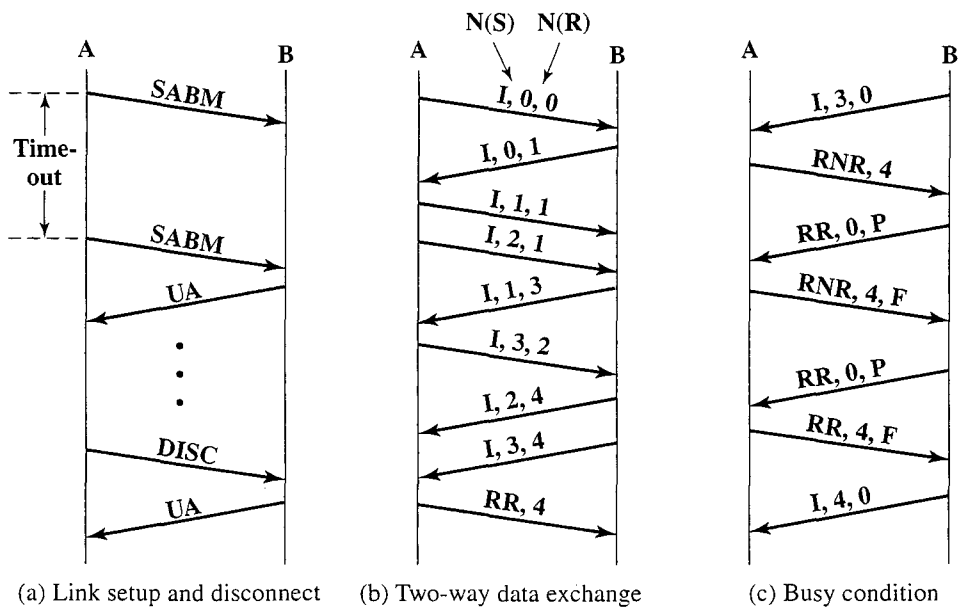 A
B
SABM
Time-
out
SABM
UA
DISC
UA
(a) Link setup and disconnect
N(S) N(R)
A
B
I, 0, 0
I, 0, 1
I, 1, 1
I, 2, 1
I, 1, 3
I, 3, 2
I, 2, 4
I, 3, 4
RR, 4
(b) Two-way data exchange
A
B
I, 3, 0
RNR, 4
RR, 0, P
RNR, 4, F
RR, 0, P
RR, 4, F
I, 4, 0
(c) Busy condition